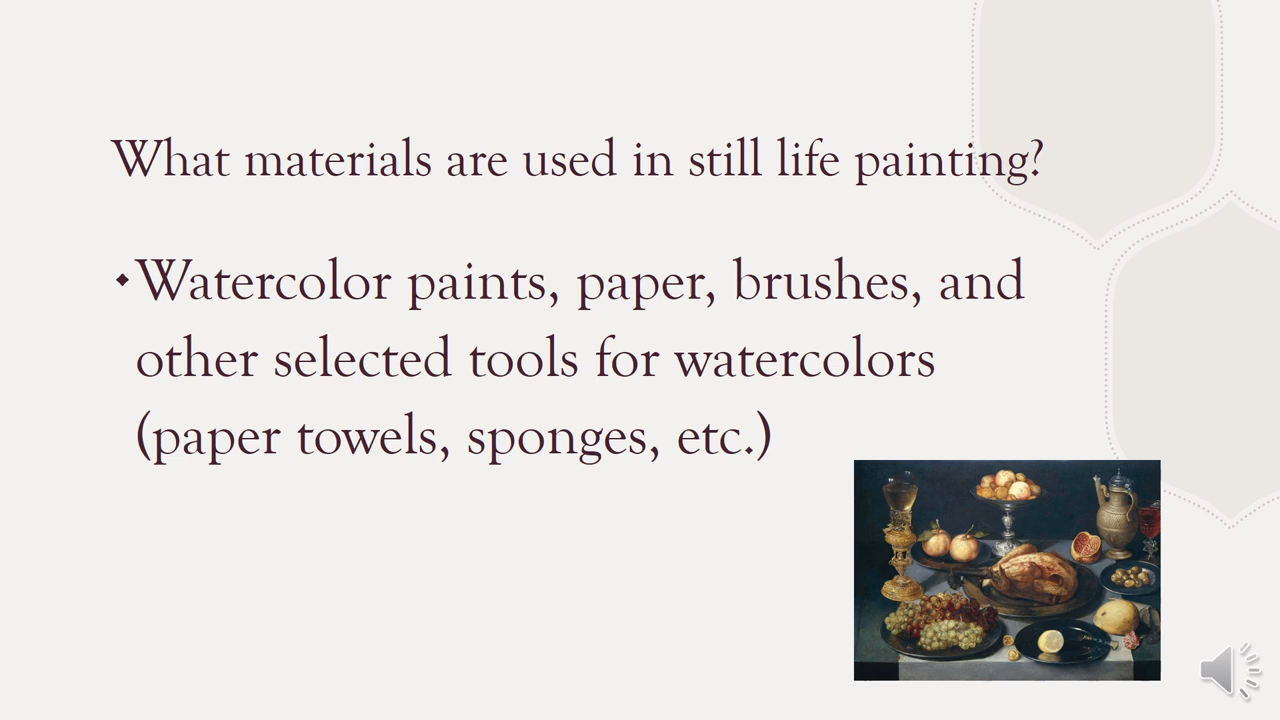 What materials are used in still life painting?
• Watercolor paints, paper, brushes, and
other selected tools for watercolors
(paper towels, sponges, etc.)